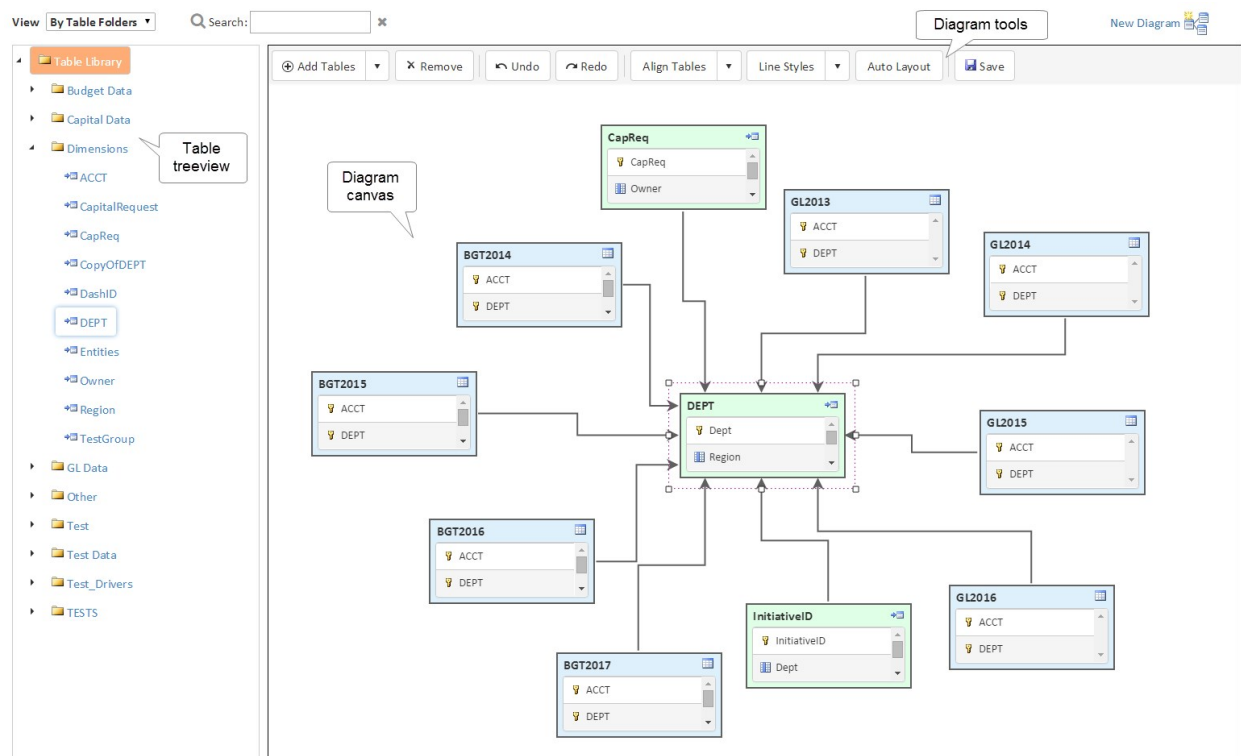 View By Table Folders Search: New Diagram
Diagram tools
Add Tables Remove Undo Redo Align Tables Line Styles Auto Layout Save
Table Library
Budget Data
Capital Data
Dimensions
ACCT
CapitalRequest
CapReq
CopyOfDEPT
DashID
DEPT
Entities
Owner
Region
TestGroup
GL Data
Other
Test
Test Data
Test_Drivers
TESTS
Table
treeview
Diagram
canvas
CapReq
CapReq
Owner
GL2013
ACCT
DEPT
GL2014
ACCT
DEPT
BGT2014
ACCT
DEPT
BGT2015
ACCT
DEPT
DEPT
Dept
Region
GL2015
ACCT
DEPT
BGT2016
ACCT
DEPT
GL2016
ACCT
DEPT
InitiativeID
InitiativeID
Dept
BGT2017
ACCT
DEPT